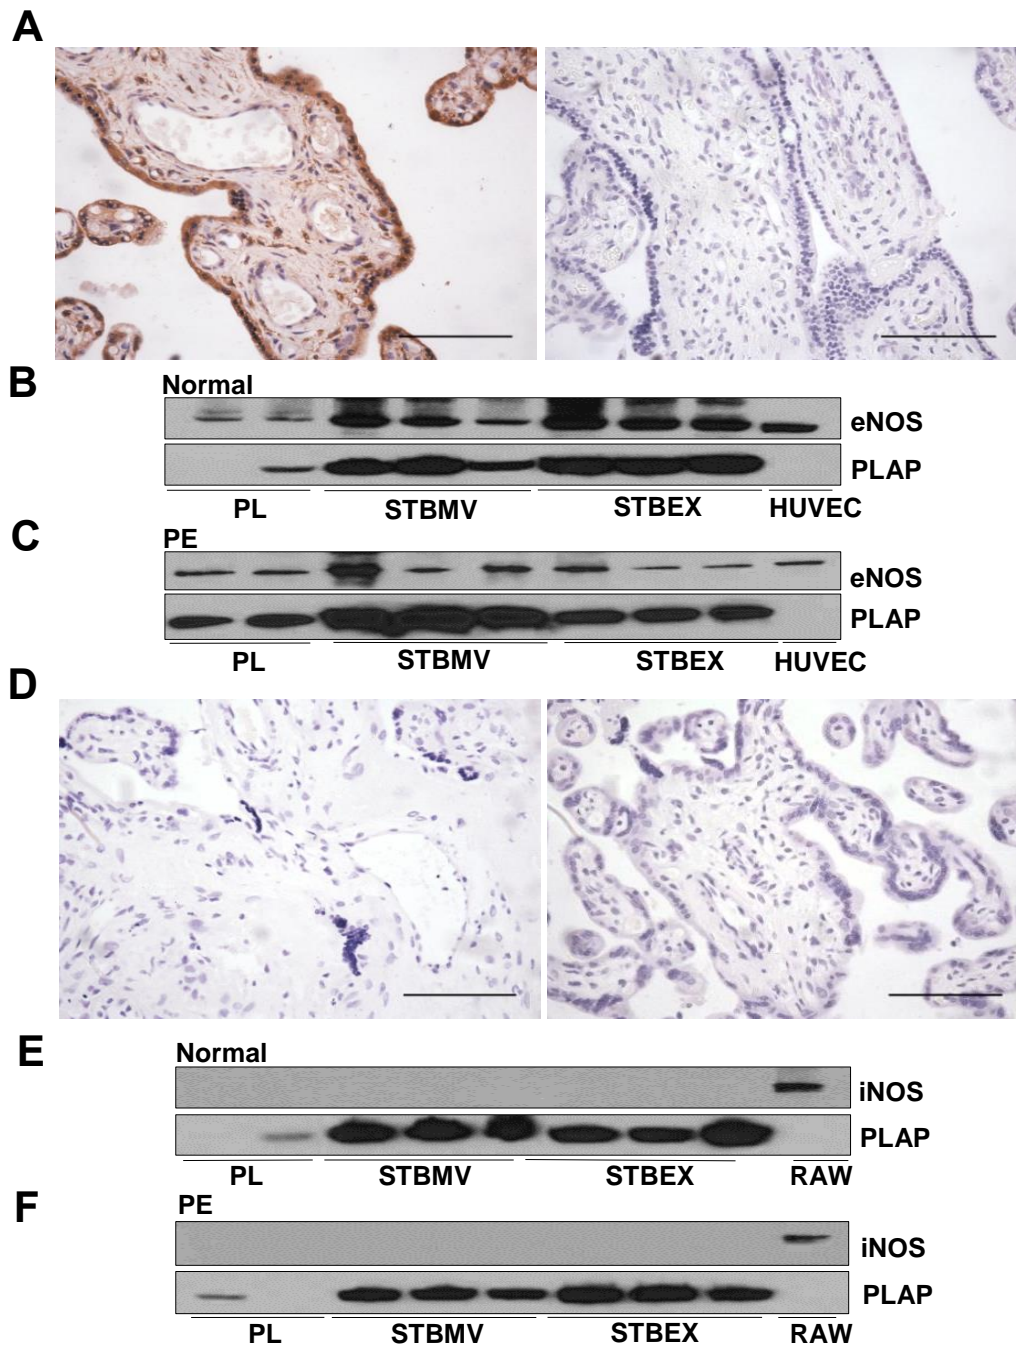 A
B
Normal
eNOS
PLAP
PL STBMV STBEX HUVEC
C
PE
eNOS
PLAP
PL STBMV STBEX HUVEC
D
E
Normal
iNOS
PLAP
PL STBMV STBEX RAW
F
PE
iNOS
PLAP
PL STBMV STBEX RAW